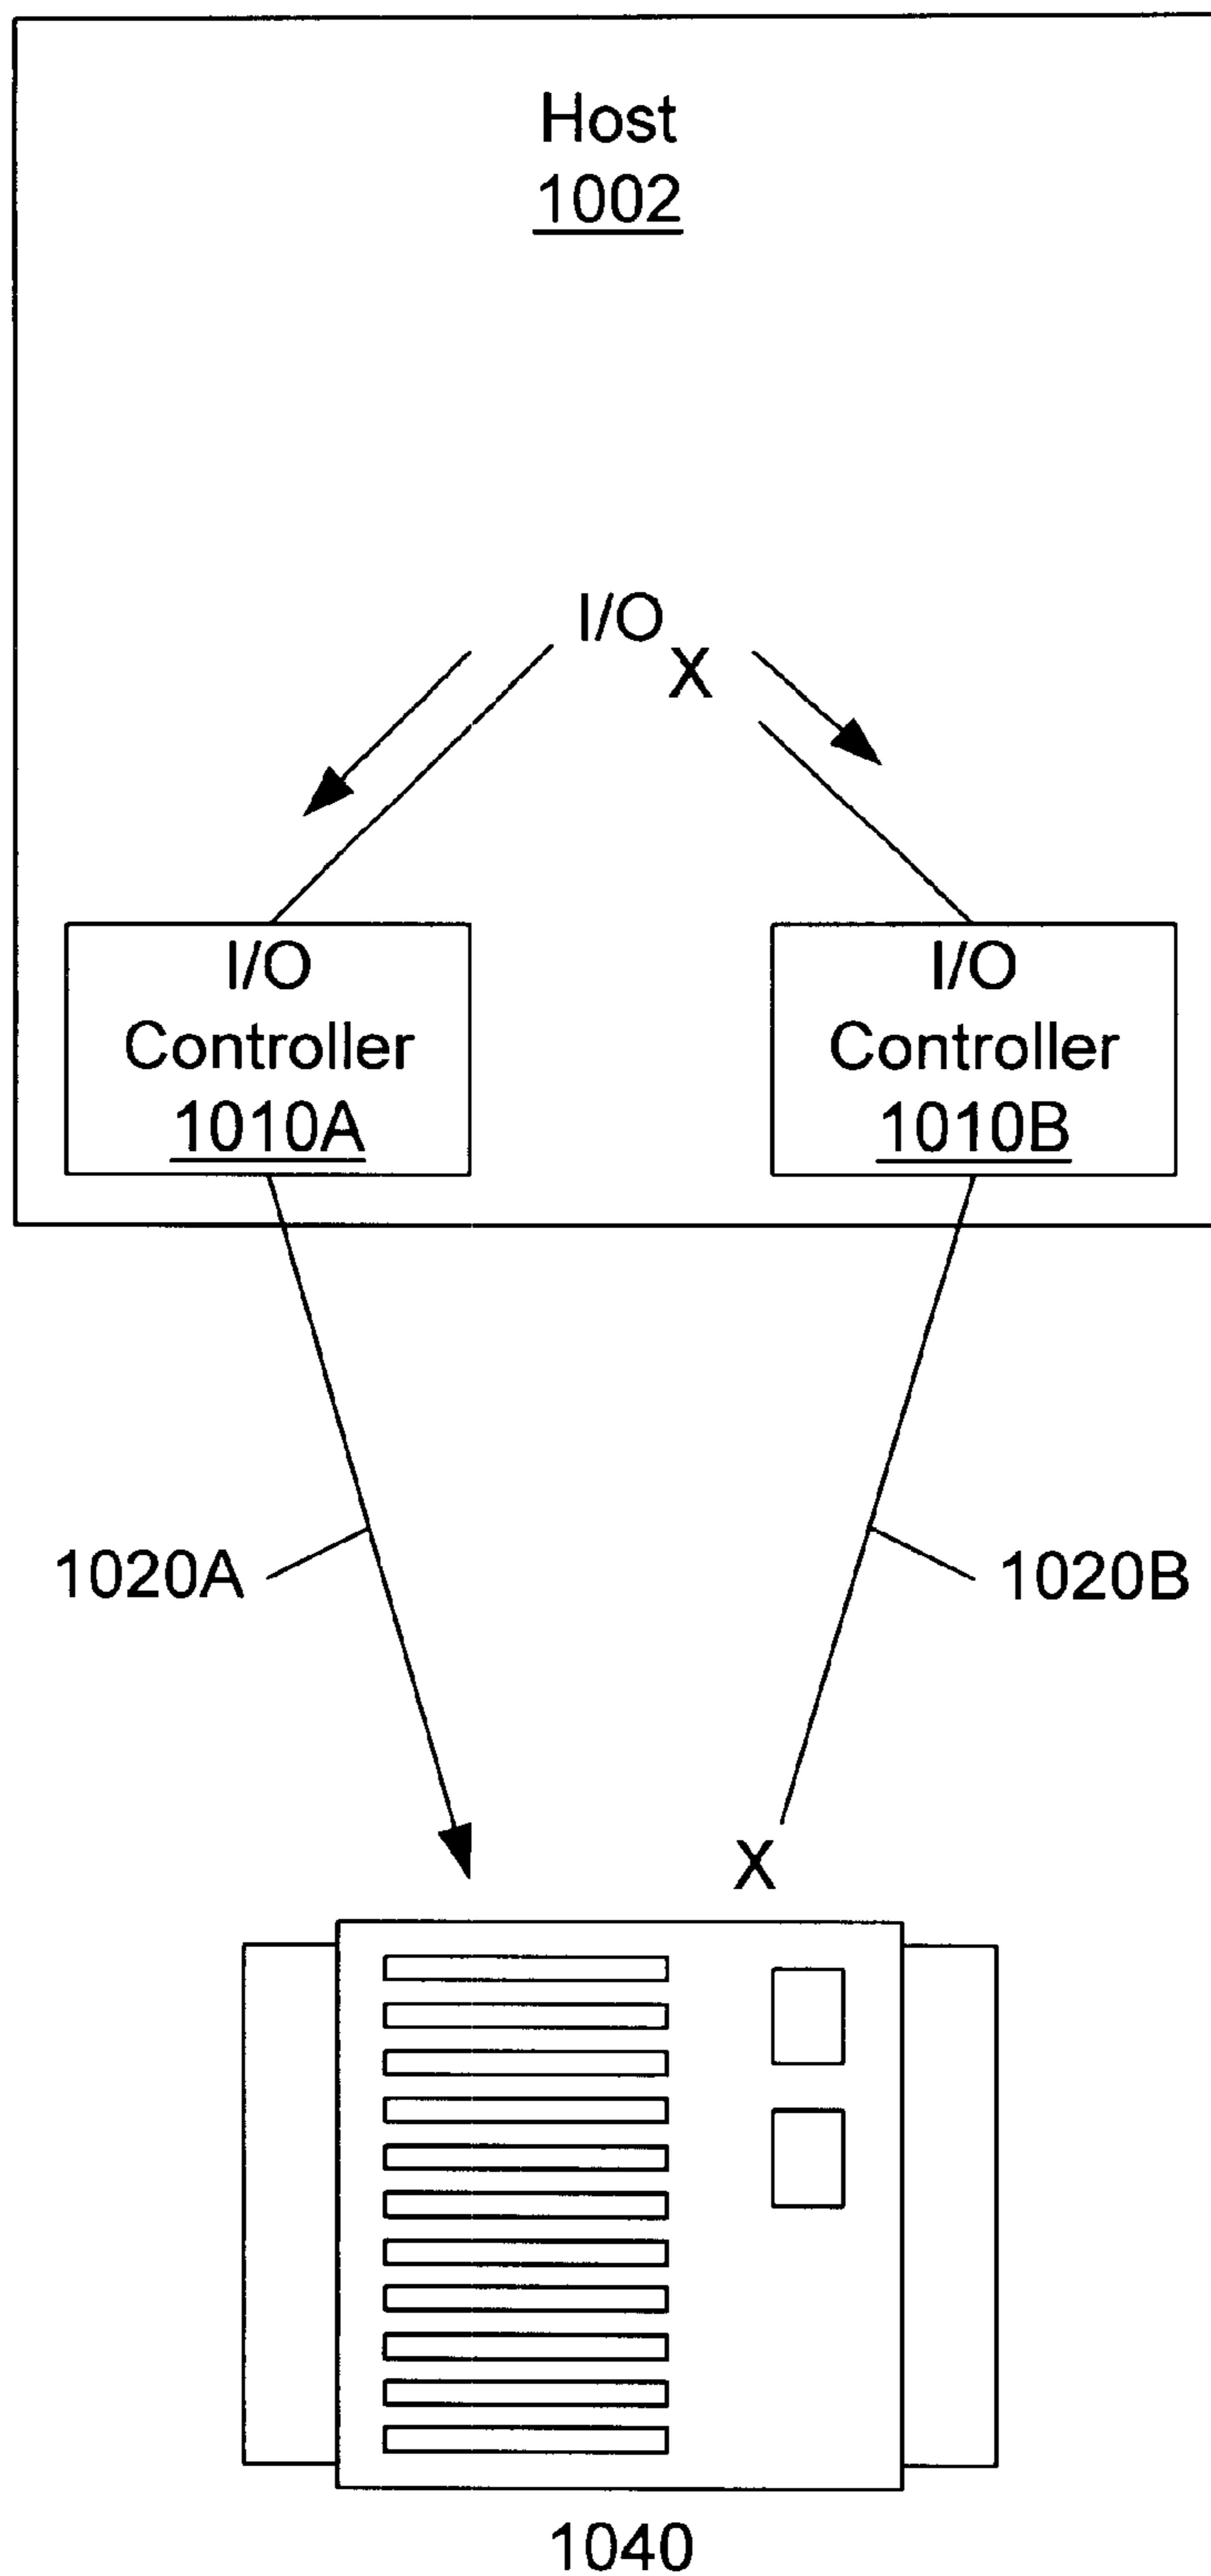 Host
1002
I/O
X
I/O
Controller
1010A
I/O
Controller
1010B
1020A
1020B
X
1040